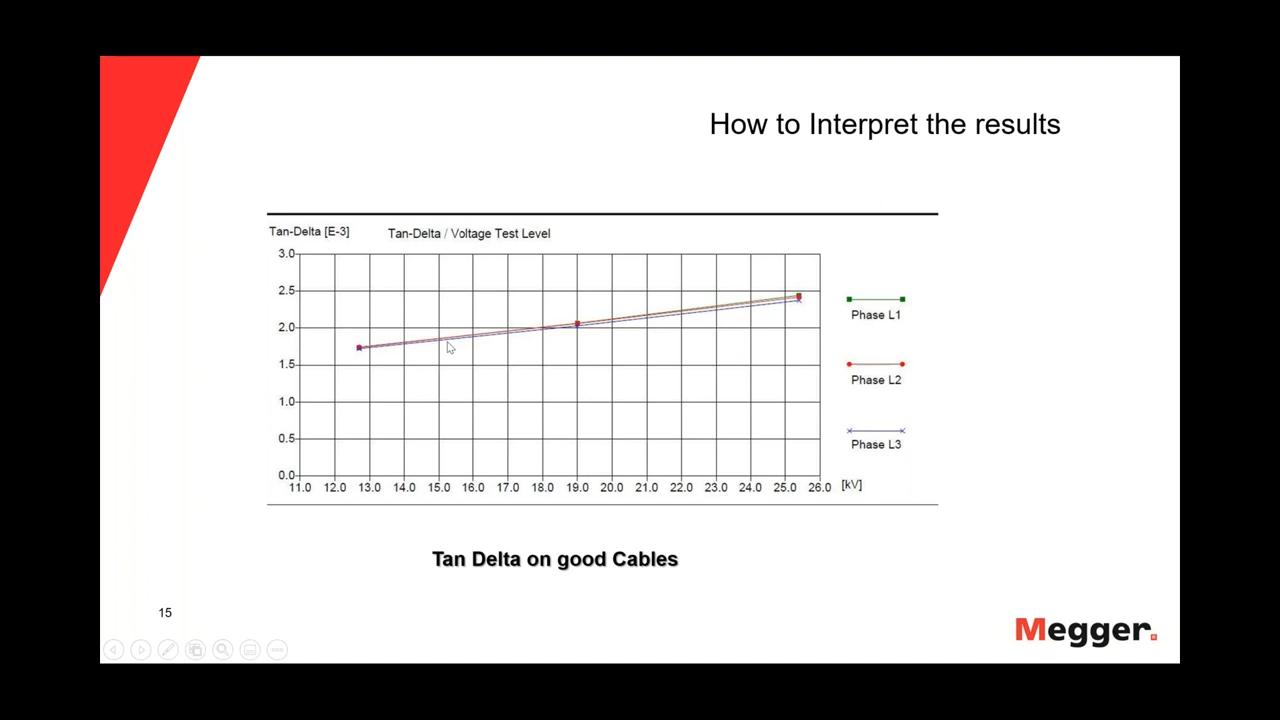 How to Interpret the results
Tan-Delta [E-3]
Tan-Delta / Voltage Test Level
3.0
2.5
2.0
1.5
1.0
0.5
0.0
11.0 12.0 13.0 14.0 15.0 16.0 17.0 18.0 19.0 20.0 21.0 22.0 23.0 24.0 25.0 26.0 [kV]
Phase L1
Phase L2
Phase L3
Tan Delta on good Cables
15
Megger.